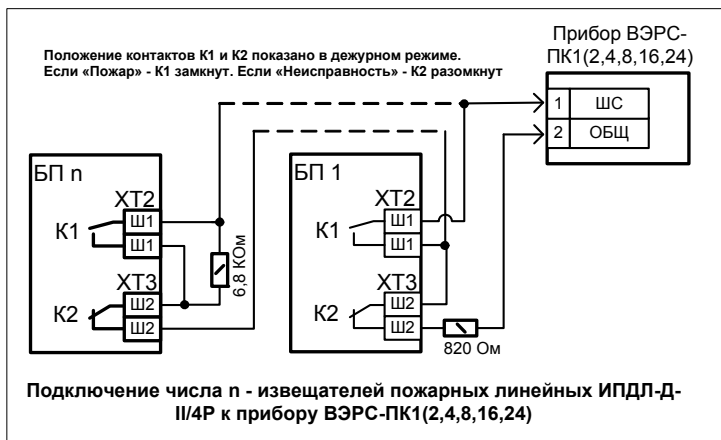 Прибор ВЭРС-
ПК1(2,4,8,16,24)
Положение контактов К1 и К2 показано в дежурном режиме.
Если «Пожар» - К1 замкнут. Если «Неисправность» - К2 разомкнут
1 ШС
2 ОБЩ
БП n
ХТ2
К1
Ш1
Ш1
6,8 КОм
ХТ3
К2
Ш2
Ш2
БП 1
ХТ2
К1
Ш1
Ш1
ХТ3
К2
Ш2
Ш2
820 Ом
Подключение числа n - извещателей пожарных линейных ИПДЛ-Д-
II/4Р к прибору ВЭРС-ПК1(2,4,8,16,24)